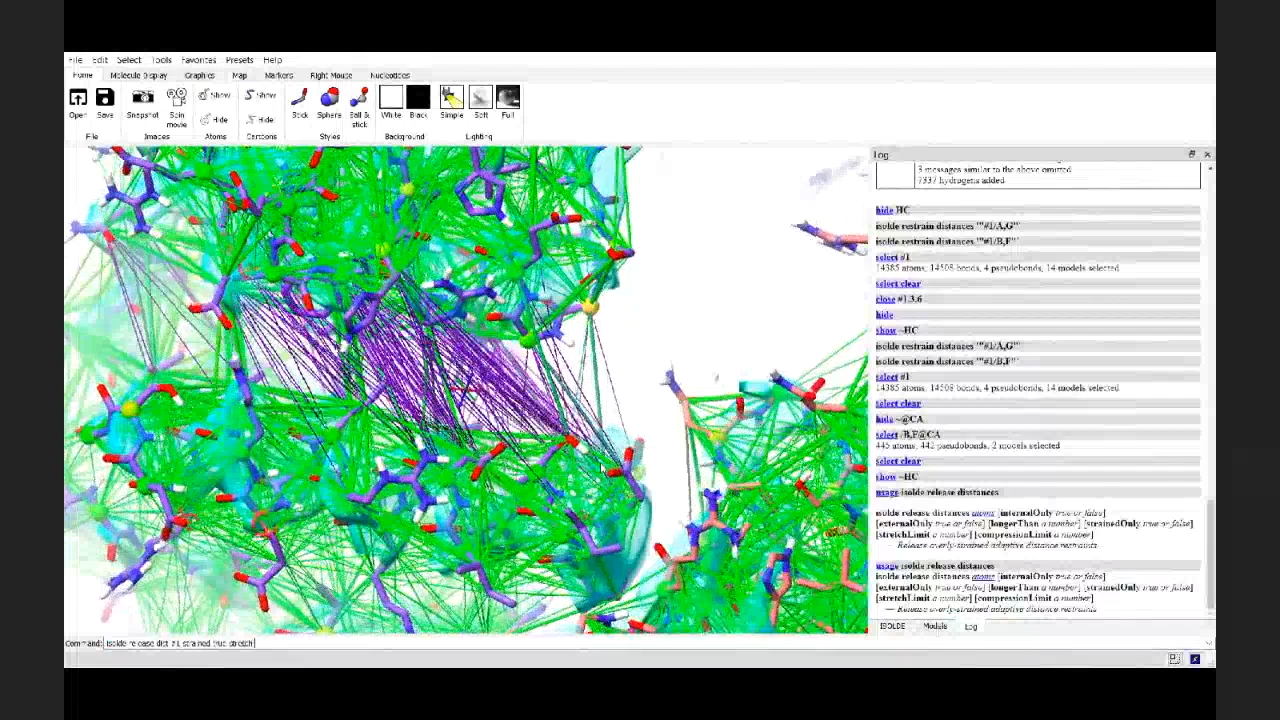 File Edit Select Tools Favorites Presets Help
Home Molecule Display Graphics Map Markers Right Mouse Nucleotides
Show Show
Open Save Snapshot Spin movie Hide Hide Stick Sphere Ball & stick White Black Simple Soft Full
File Images Atoms Cartoons Styles Background Lighting
Log
3 messages similar to the above omitted
7337 hydrogens added
hide HC
isolde restrain distances "#1/A,G"
isolde restrain distances "#1/B,F"
select #1
14385 atoms, 14508 bonds, 4 pseudobonds, 14 models selected
select clear
close #1.3.6
hide
show ~HC
isolde restrain distances "#1/A,G"
isolde restrain distances "#1/B,F"
select #1
14385 atoms, 14508 bonds, 4 pseudobonds, 14 models selected
select clear
hide ~@CA
select /B,F@CA
445 atoms, 442 pseudobonds, 2 models selected
select clear
show ~HC
usage isolde release disstances
isolde release distances atoms [internalOnly true or false]
[externalOnly true or false] [longerThan a number] [strainedOnly true or false]
[stretchLimit a number] [compressionLimit a number]
— Release overly-strained adaptive distance restraints
usage isolde release distances
isolde release distances atoms [internalOnly true or false]
[externalOnly true or false] [longerThan a number] [strainedOnly true or false]
[stretchLimit a number] [compressionLimit a number]
— Release overly-strained adaptive distance restraints
ISOLDE Models Log
Command: isolde release dist #1 strained true stretch